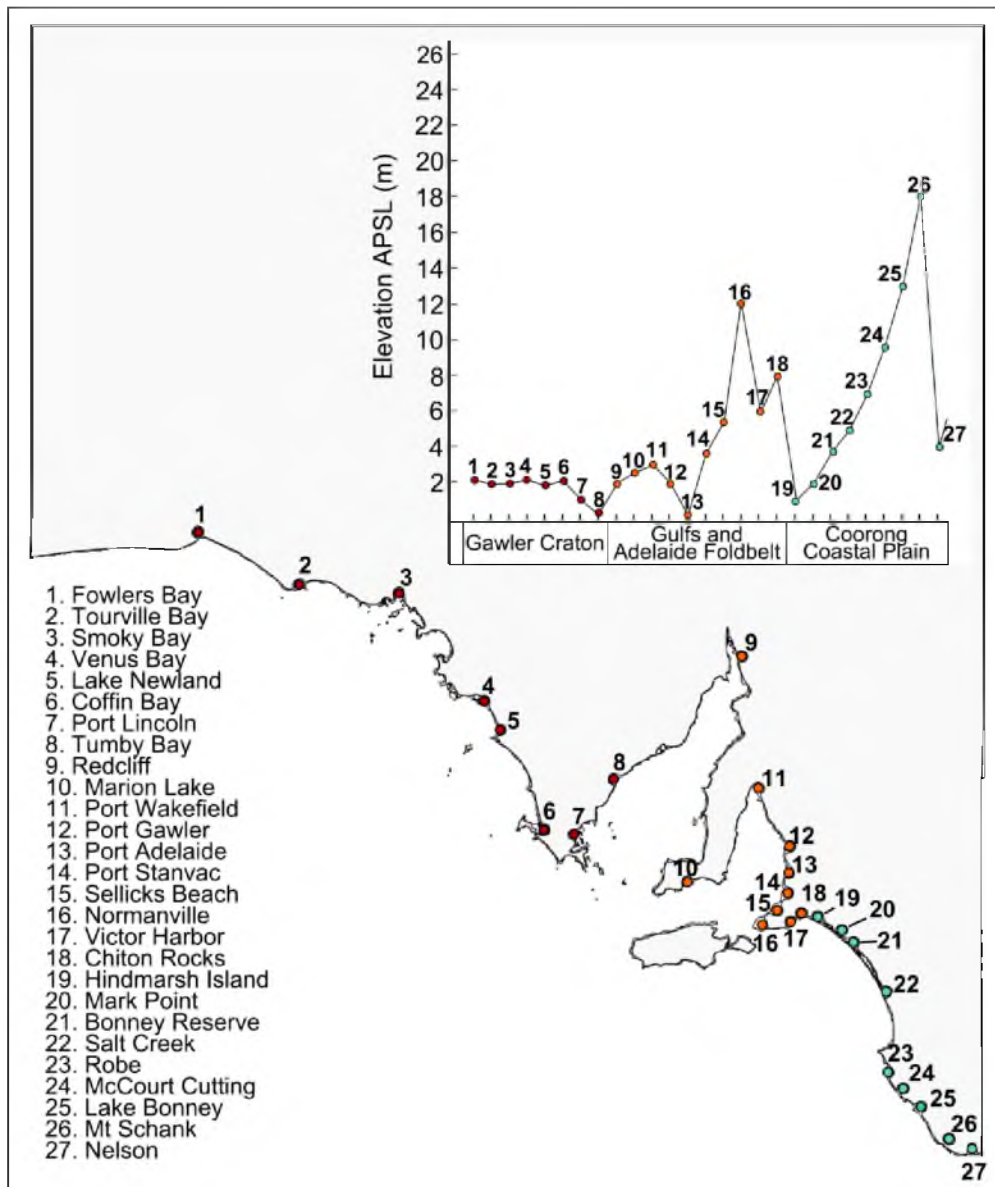 26
24
22
20
18
16
14
12
10
8
6
4
2
Elevation APSL (m)
1
2
3
4
5
6
7
8
9
10
11
12
13
14
15
16
17
18
19
20
21
22
23
24
25
26
27
Gawler Craton
Gulfs and
Adelaide Foldbelt
Coorong
Coastal Plain
1
2
3
4
5
6
7
8
9
10
11
12
13
14
15
16
17
18
19
20
21
22
23
24
25
26
27
1. Fowlers Bay
2. Tourville Bay
3. Smoky Bay
4. Venus Bay
5. Lake Newland
6. Coffin Bay
7. Port Lincoln
8. Tumby Bay
9. Redcliff
10. Marion Lake
11. Port Wakefield
12. Port Gawler
13. Port Adelaide
14. Port Stanvac
15. Sellicks Beach
16. Normanville
17. Victor Harbor
18. Chiton Rocks
19. Hindmarsh Island
20. Mark Point
21. Bonney Reserve
22. Salt Creek
23. Robe
24. McCourt Cutting
25. Lake Bonney
26. Mt Schank
27. Nelson